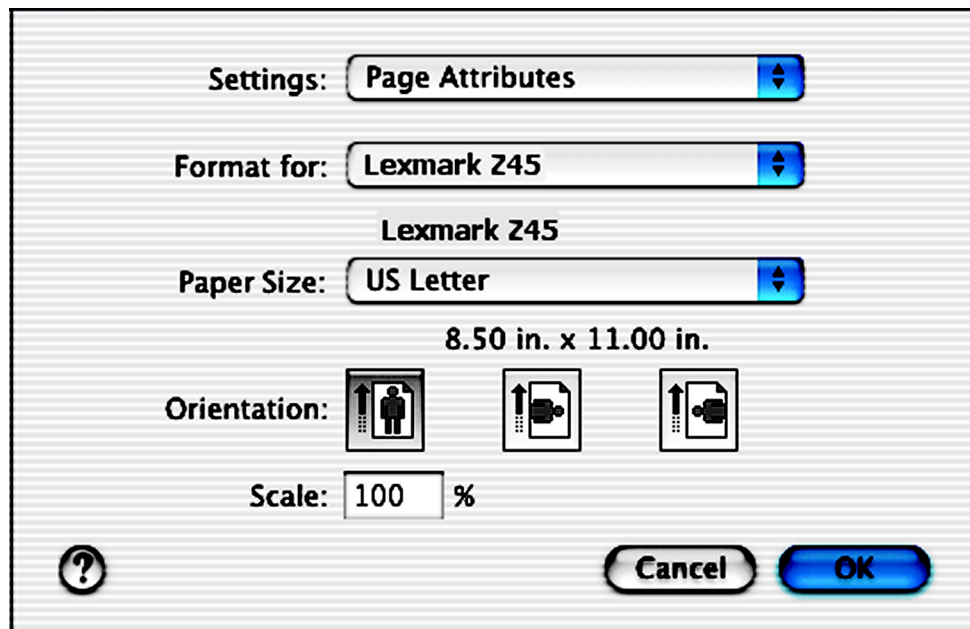 Settings: Page Attributes
Format for: Lexmark Z45
Lexmark Z45
Paper Size: US Letter
8.50 in. x 11.00 in.
Orientation:
Scale: 100 %
?
Cancel OK